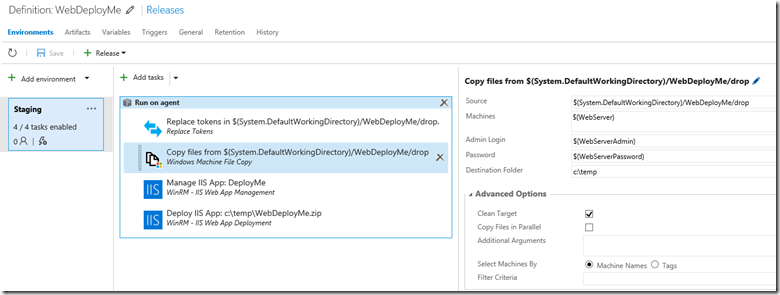 Definition: WebDeployMe | Releases
Environments Artifacts Variables Triggers General Retention History
Release
Add environment
Staging
4 / 4 tasks enabled
0
Add tasks
Run on agent
Replace tokens in $(System.DefaultWorkingDirectory)/WebDeployMe/drop.
Replace Tokens
Copy files from $(System.DefaultWorkingDirectory)/WebDeployMe/drop
Windows Machine File Copy
IIS
Manage IIS App: DeployMe
WinRM - IIS Web App Management
IIS
Deploy IIS App: c:\temp\WebDeployMe.zip
WinRM - IIS Web App Deployment
Copy files from $(System.DefaultWorkingDirectory)/WebDeployMe/drop
Source $(System.DefaultWorkingDirectory)/WebDeployMe/drop
Machines $(WebServer)
Admin Login $(WebServerAdmin)
Password $(WebServerPassword)
Destination Folder c:\temp
Advanced Options
Clean Target
Copy Files in Parallel
Additional Arguments
Select Machines By Machine Names Tags
Filter Criteria